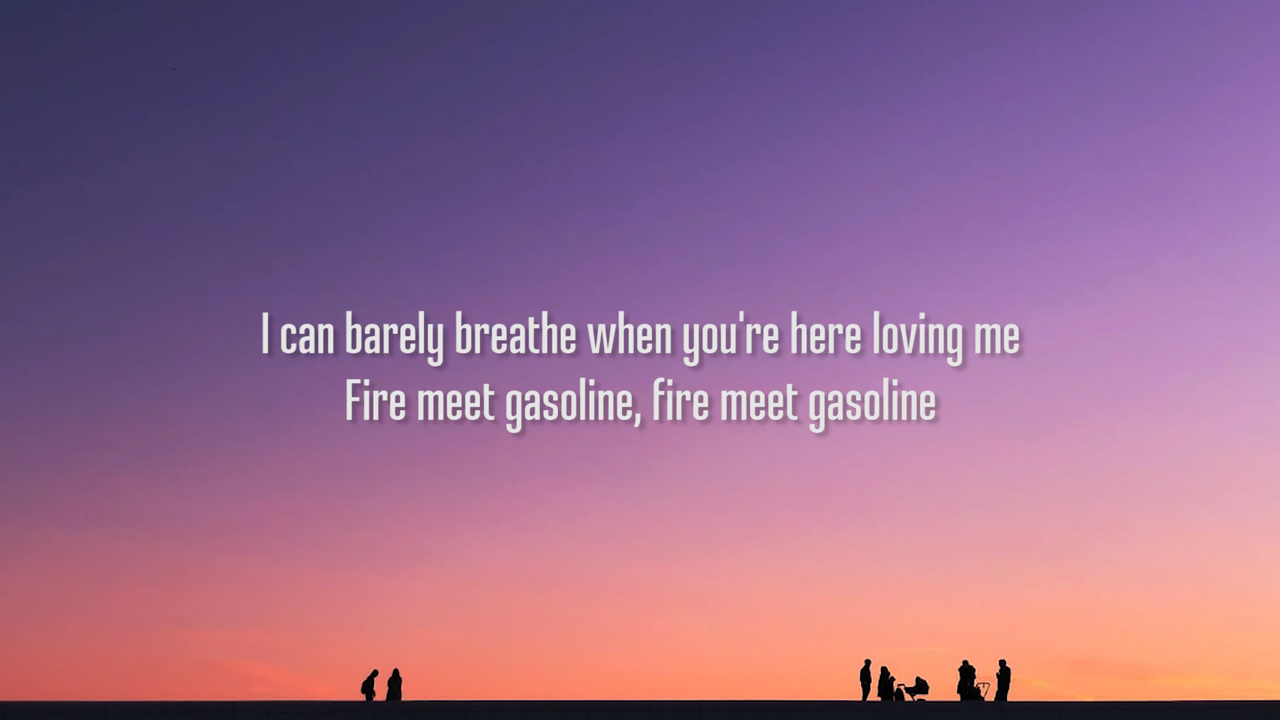 I can barely breathe when you're here loving me
Fire meet gasoline, fire meet gasoline